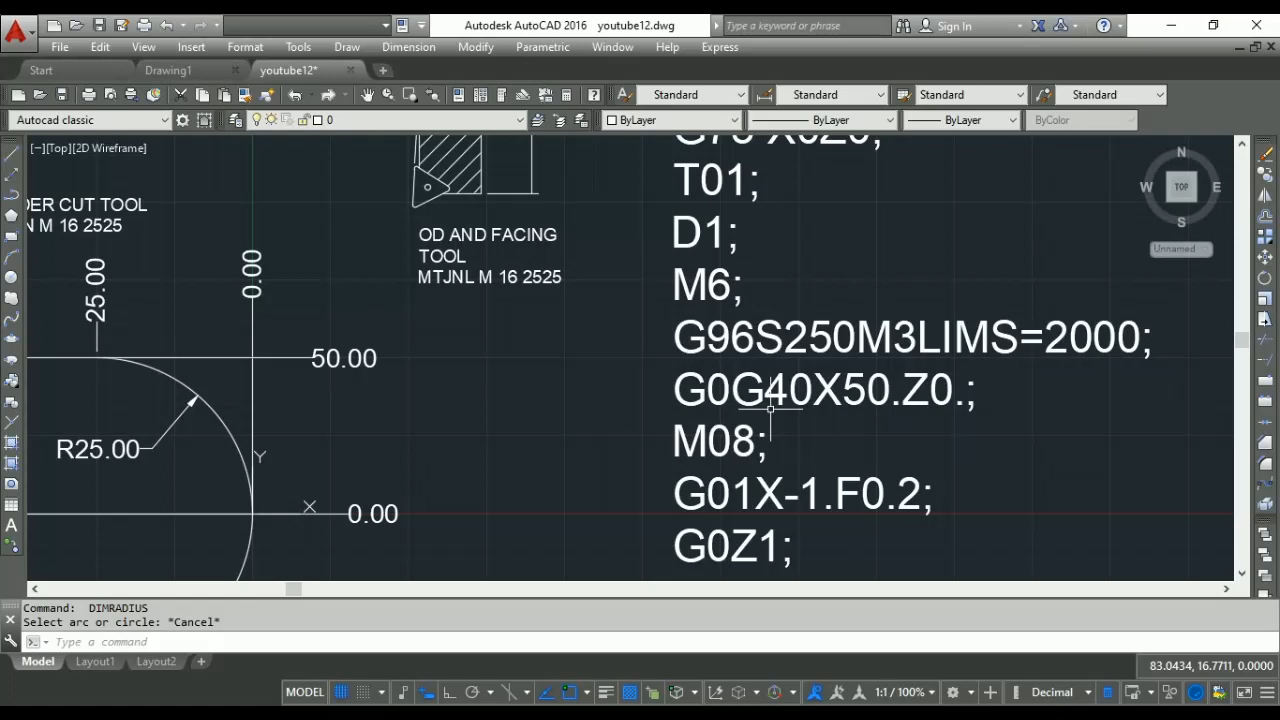 Autodesk AutoCAD 2016 youtube12.dwg
Type a keyword or phrase
Sign In
File Edit View Insert Format Tools Draw Dimension Modify Parametric Window Help Express
Start
Drawing1
youtube12*
Standard
Standard
Standard
Standard
Autocad classic
0
ByLayer
ByLayer
ByLayer
ByColor
[−][Top][2D Wireframe]
N
W TOP E
S
Unnamed
DER CUT TOOL
N M 16 2525
OD AND FACING
TOOL
MTJNL M 16 2525
25.00
0.00
50.00
R25.00
Y
X
0.00
T01;
D1;
M6;
G96S250M3LIMS=2000;
G0G40X50.Z0.;
M08;
G01X-1.F0.2;
G0Z1;
Command: DIMRADIUS
Select arc or circle: *Cancel*
Type a command
Model Layout1 Layout2
83.0434, 16.7711, 0.0000
MODEL
1:1 / 100%
Decimal